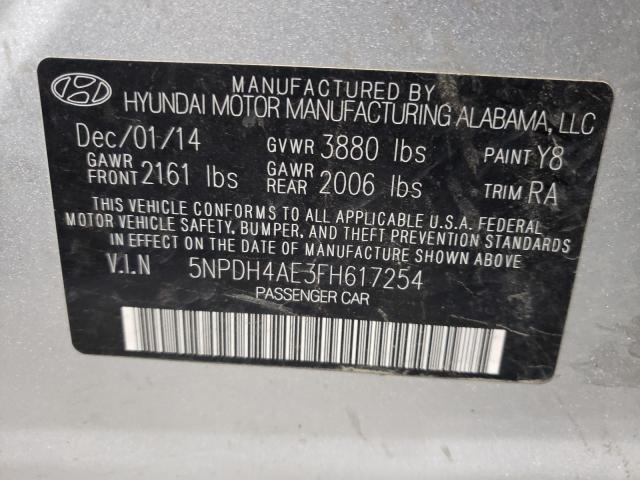 MANUFACTURED BY
HYUNDAI MOTOR MANUFACTURING ALABAMA, LLC
Dec/01/14 GVWR 3880 lbs PAINT Y8
GAWR FRONT 2161 lbs GAWR REAR 2006 lbs TRIM RA
THIS VEHICLE CONFORMS TO ALL APPLICABLE U.S.A. FEDERAL
MOTOR VEHICLE SAFETY, BUMPER, AND THEFT PREVENTION STANDARDS
IN EFFECT ON THE DATE OF MANUFACTURE SHOWN ABOVE
V.I.N 5NPDH4AE3FH617254
PASSENGER CAR